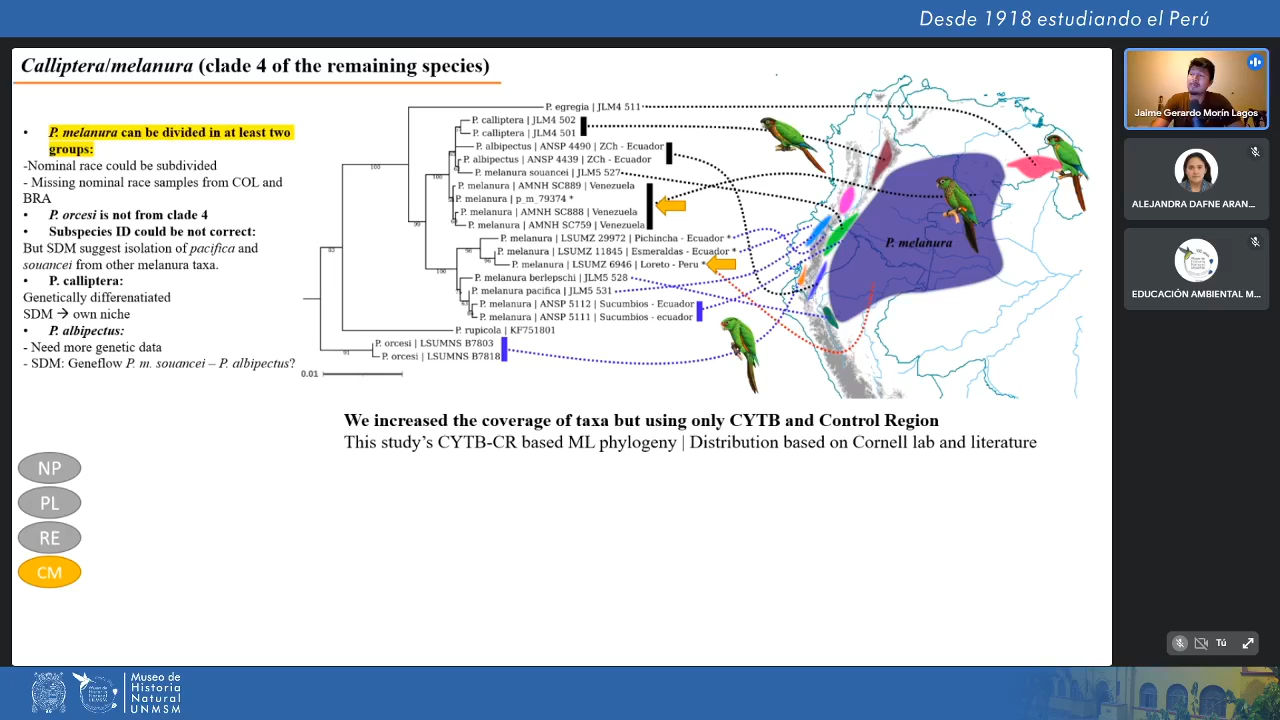 Desde 1918 estudiando el Perú
Calliptera/melanura (clade 4 of the remaining species)
• P. melanura can be divided in at least two
groups:
-Nominal race could be subdivided
- Missing nominal race samples from COL and
BRA
• P. orcesi is not from clade 4
• Subspecies ID could be not correct:
But SDM suggest isolation of pacifica and
souancei from other melanura taxa.
• P. calliptera:
Genetically differenatiated
SDM → own niche
• P. albipectus:
- Need more genetic data
- SDM: Geneflow P. m. souancei – P. albipectus?
P. egregia | JLM4 511
P. calliptera | JLM4 502
P. calliptera | JLM4 501
P. albipectus | ANSP 4490 | ZCh - Ecuador
P. albipectus | ANSP 4439 | ZCh - Ecuador
P. melanura souancei | JLM5 527
P. melanura | AMNH SC889 | Venezuela
P. melanura | p_m_79374 *
P. melanura | AMNH SC888 | Venezuela
P. melanura | AMNH SC759 | Venezuela
P. melanura | LSUMZ 29972 | Pichincha - Ecuador *
P. melanura | LSUMZ 11845 | Esmeraldas - Ecuador *
P. melanura | LSUMZ 6946 | Loreto - Peru *
P. melanura berlepschi | JLM5 528
P. melanura pacifica | JLM5 531
P. melanura | ANSP 5112 | Sucumbios - Ecuador
P. melanura | ANSP 5111 | Sucumbios - ecuador
P. rupicola | KF751801
P. orcesi | LSUMNS B7803
P. orcesi | LSUMNS B7818
100
100
100
91
0.01
P. melanura
We increased the coverage of taxa but using only CYTB and Control Region
This study's CYTB-CR based ML phylogeny | Distribution based on Cornell lab and literature
NP
PL
RE
CM
Jaime Gerardo Morín Lagos
ALEJANDRA DAFNE ARAN...
EDUCACIÓN AMBIENTAL M...
Tú
Museo de
Historia
Natural
UNMSM